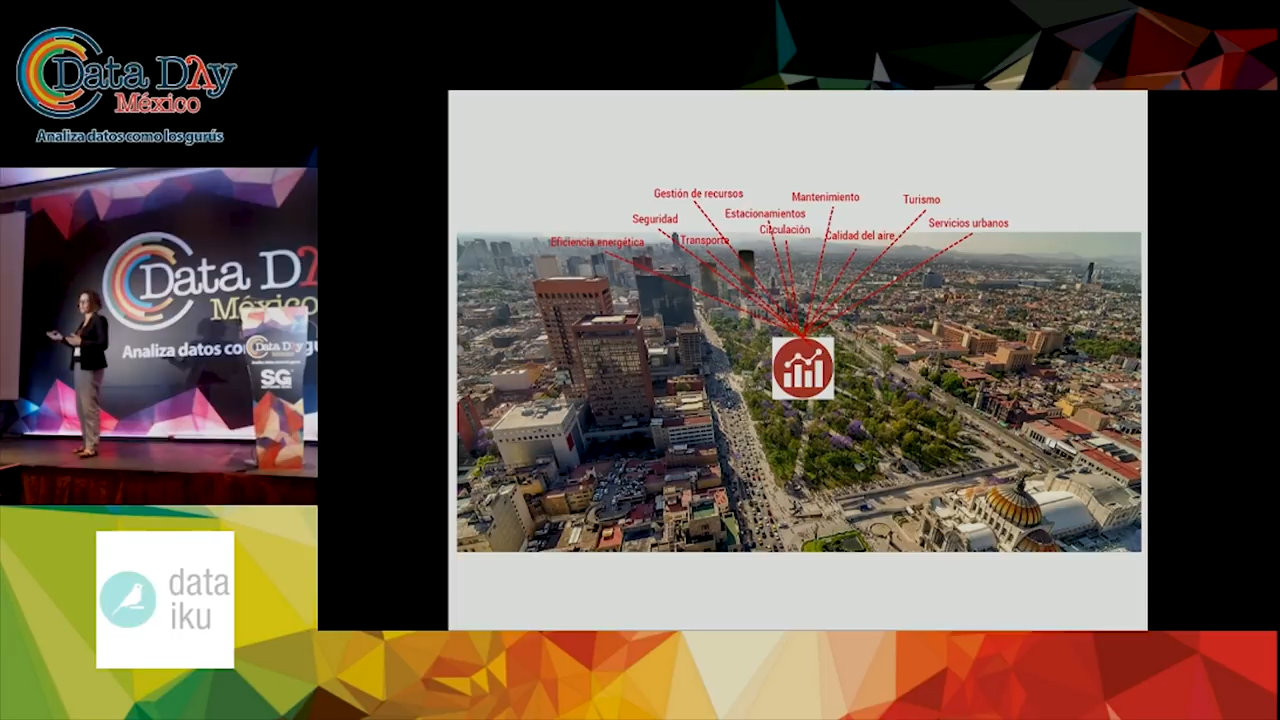 Data Day
México
Analiza datos como los gurús
Gestión de recursos
Mantenimiento
Turismo
Seguridad
Estacionamientos
Servicios urbanos
Circulación
Eficiencia energética
Transporte
Calidad del aire
Data D
México
Analiza datos co
Data Day
SG
data
iku